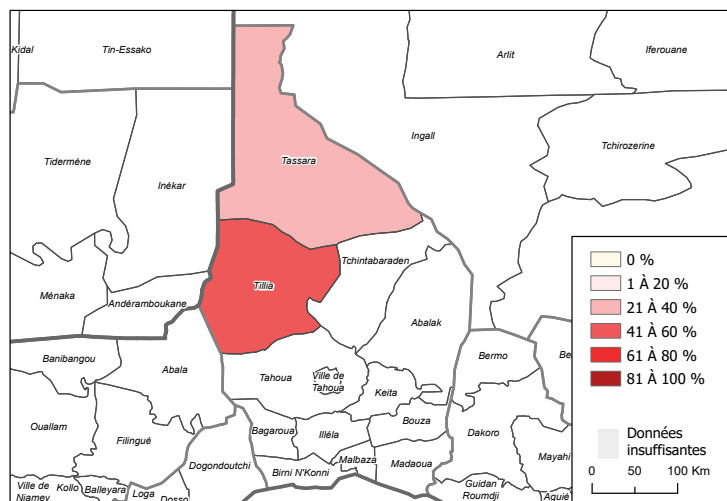 Kidal
Tin-Essako
Arlit
Iferouane
Ingall
Tchirozerine
Tassara
Tidermène
Inékar
Tchintabaraden
Tillia
Ménaka
Andéramboukane
Abalak
Banibangou
Abala
Tahoua
Ville de
Tahoua
Keita
Bermo
Be
Ouallam
Filingué
Bagaroua
Illéla
Bouza
Dakoro
Mayahi
Dogondoutchi
Birni N'Konni
Malbaza
Madaoua
Ville de
Niamey
Kollo
Balleyara
Loga
Dosso
Guidan
Roumdji
Aguié
0 %
1 À 20 %
21 À 40 %
41 À 60 %
61 À 80 %
81 À 100 %
Données
insuffisantes
0 50 100 Km